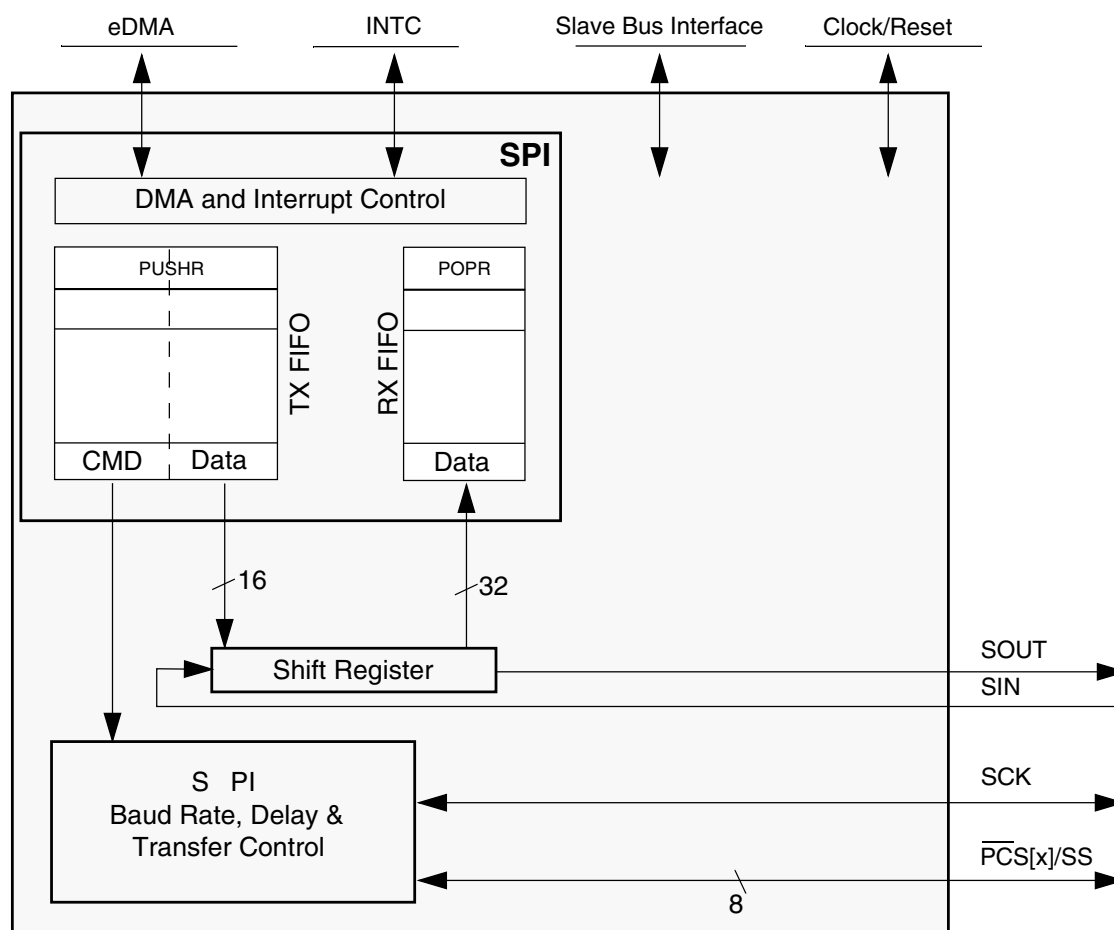 eDMA
INTC
Slave Bus Interface
Clock/Reset
SPI
DMA and Interrupt Control
PUSHR
POPR
TX FIFO
RX FIFO
CMD
Data
Data
16
32
Shift Register
SOUT
SIN
S PI
Baud Rate, Delay &
Transfer Control
SCK
PCS[x]/SS
8